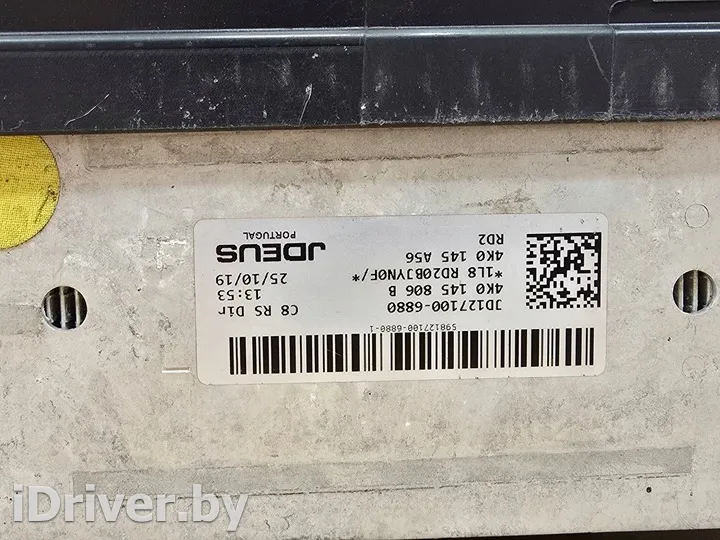 S98127100-6880-1
JD127100-6880
C8 RS Dir
4K0 145 806 B
13:53
*1L8 RD20BJYN0F/*
25/10/19
4K0 145 A56
JDEUS
RD2
PORTUGAL
iDriver.by